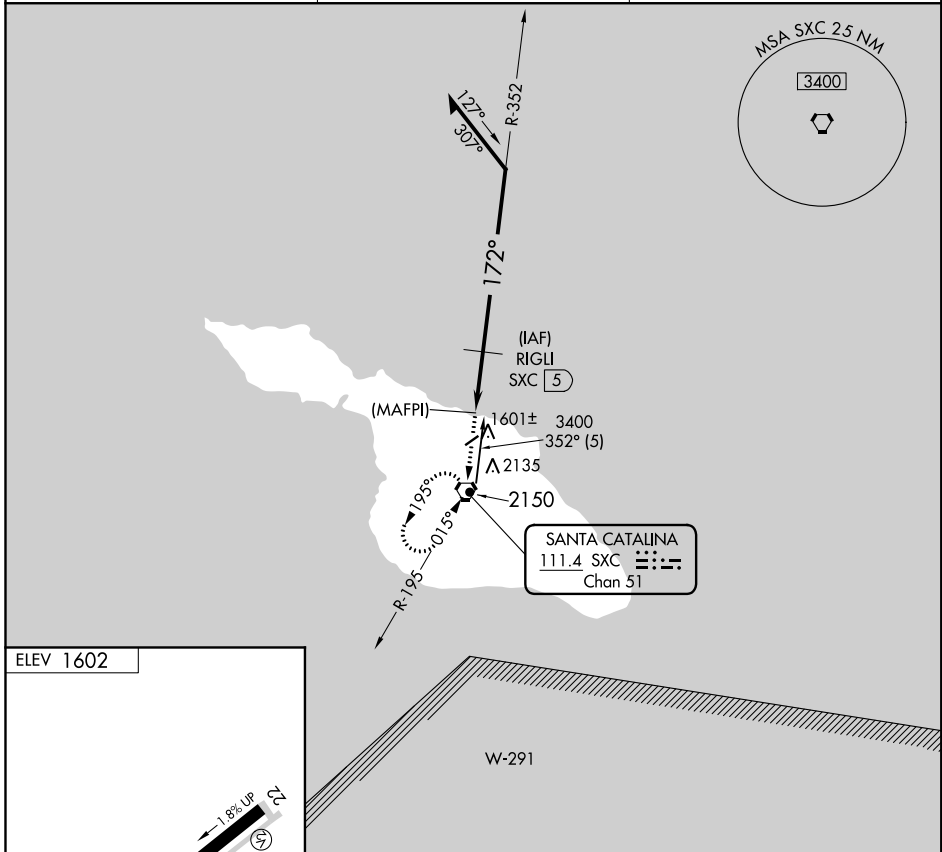 MSA SXC 25 NM
3400
R-352
127°
307°
172°
(IAF)
RIGLI
SXC 5
(MAFPI)
1601± 3400
352° (5)
2135
195°
2150
015°
SANTA CATALINA
111.4 SXC
Chan 51
R-195
ELEV 1602
W-291
1.8% UP
22